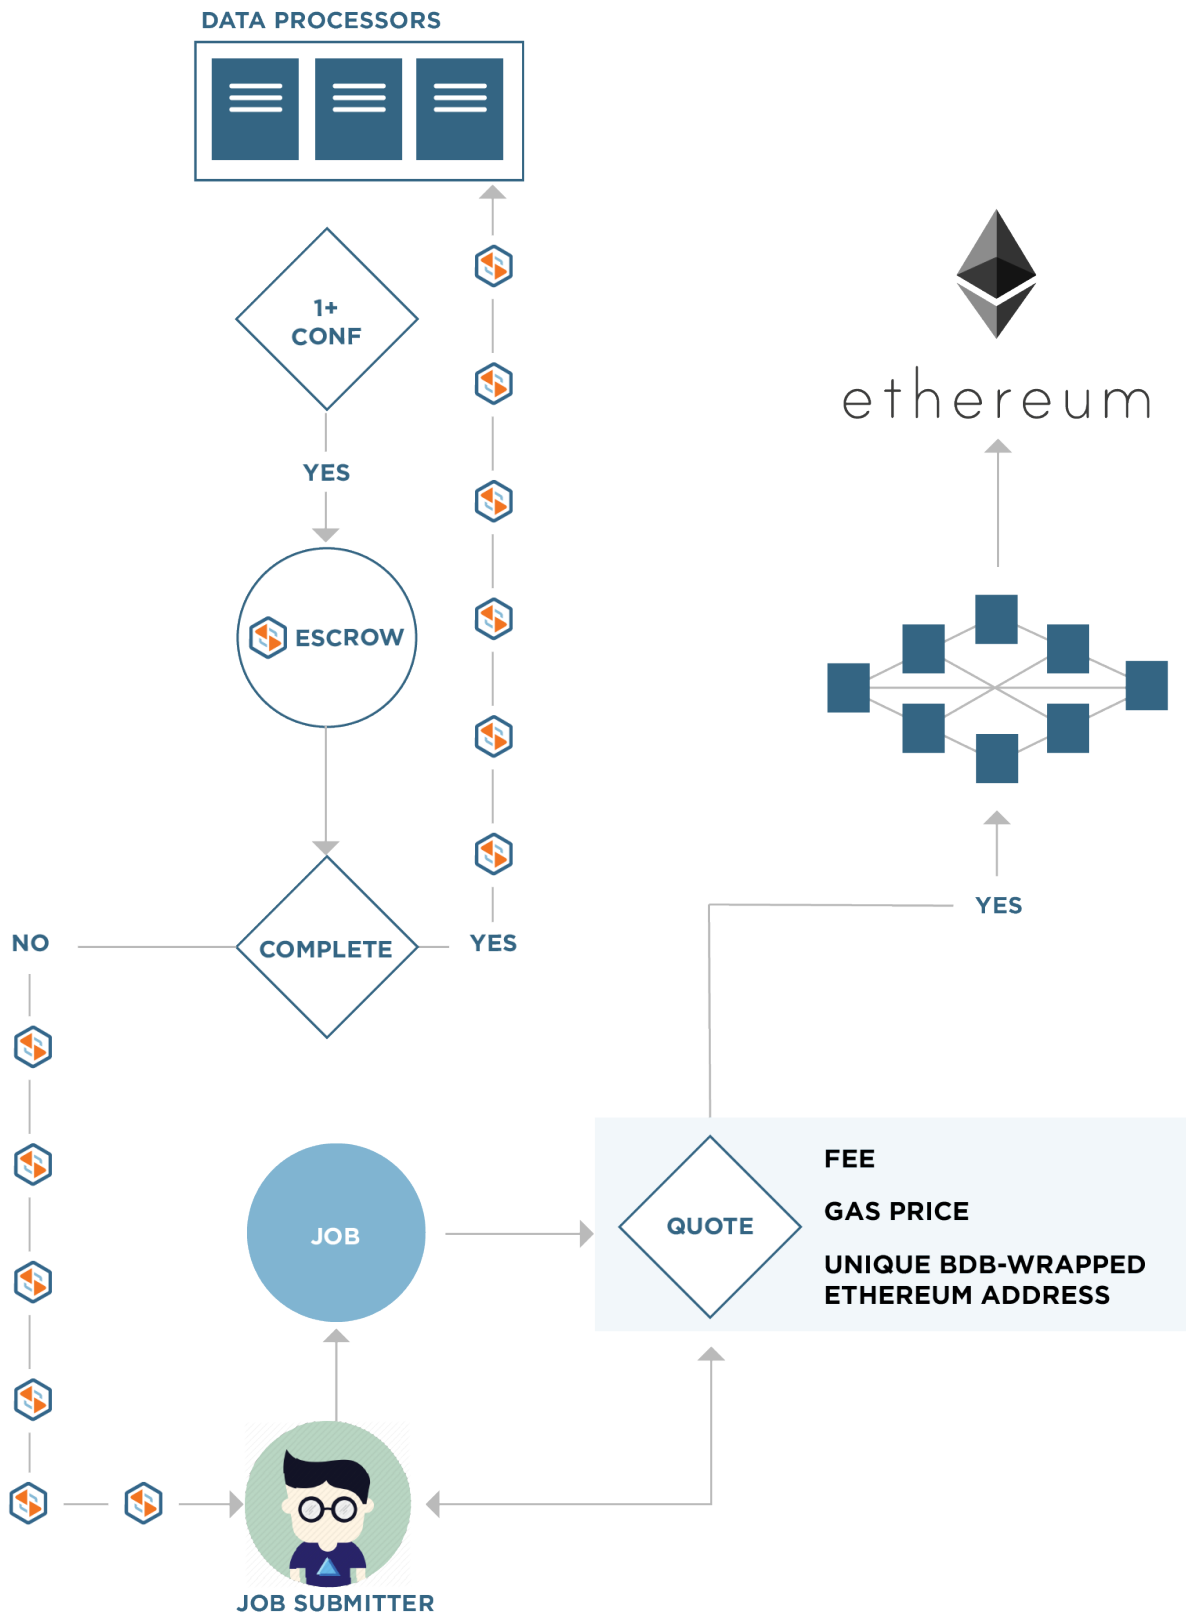 DATA PROCESSORS
1+
CONF
YES
ethereum
ESCROW
COMPLETE
NO
YES
YES
JOB
QUOTE
FEE
GAS PRICE
UNIQUE BDB-WRAPPED
ETHEREUM ADDRESS
JOB SUBMITTER